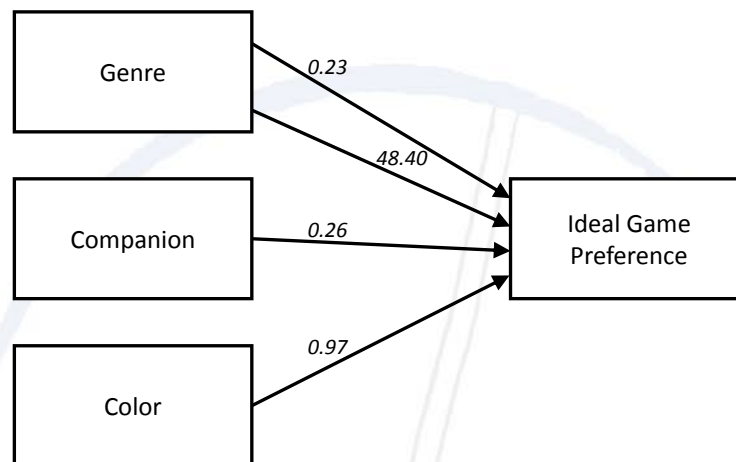 Genre
0.23
48.40
Companion
0.26
Ideal Game
Preference
0.97
Color